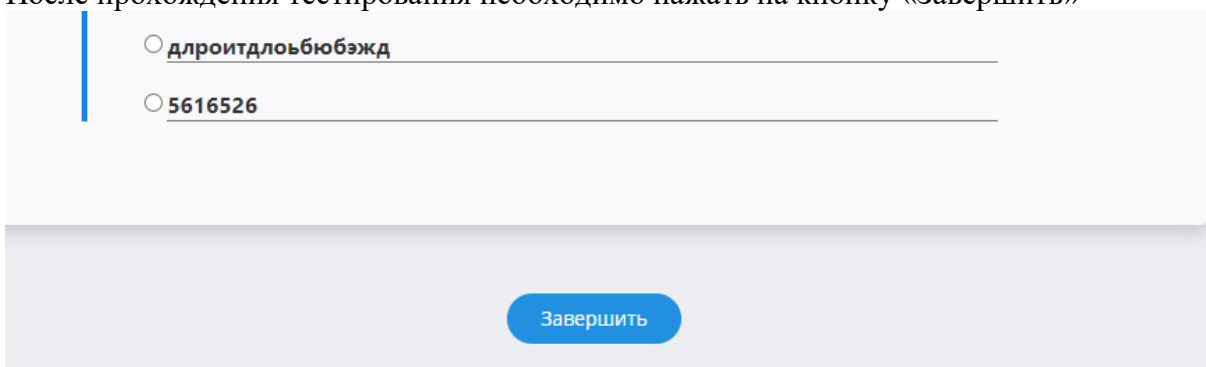 После прохождения тестирования необходимо нажать на кнопку «Завершить»
длроитдлоьбюбэжд
5616526
Завершить